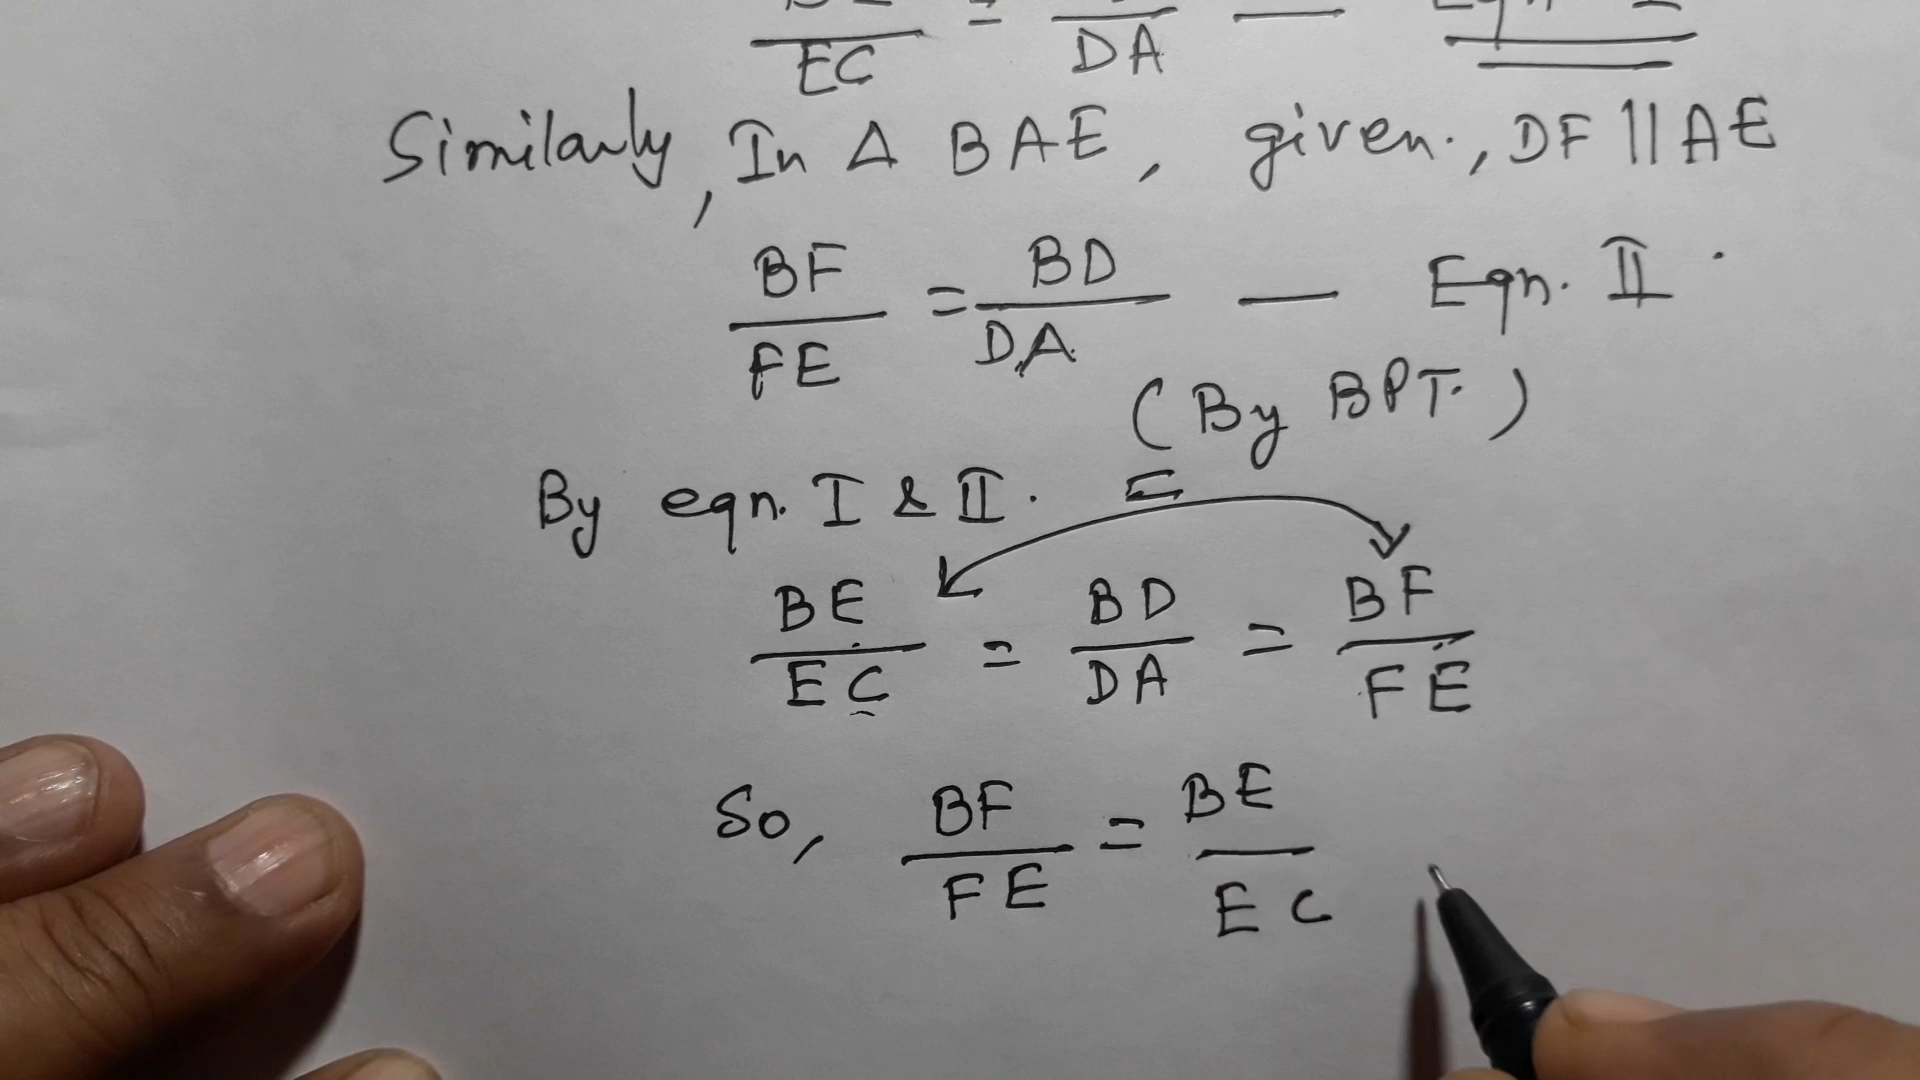 EC = DA —
Similarly, In Δ BAE, given., DF || AE
BF/FE = BD/DA — Eqn. II.
(By BPT.)
By eqn. I & II. =
BE/EC = BD/DA = BF/FE
So, BF/FE = BE/EC